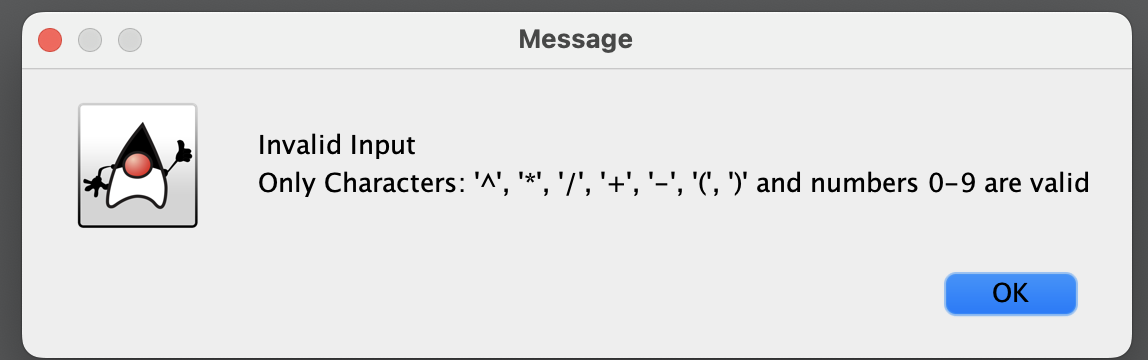 Message
Invalid Input
Only Characters: '^', '*', '/', '+', '-', '(', ')' and numbers 0-9 are valid
OK